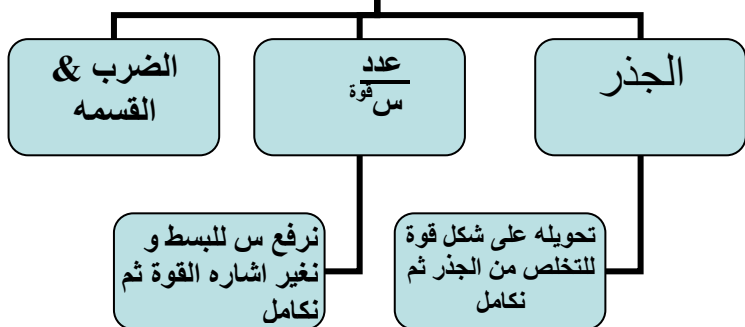 الجذر
عدد
س قوة
الضرب &
القسمه
تحويله على شكل قوة
للتخلص من الجذر ثم
نكامل
نرفع س للبسط و
نغير اشاره القوة ثم
نكامل